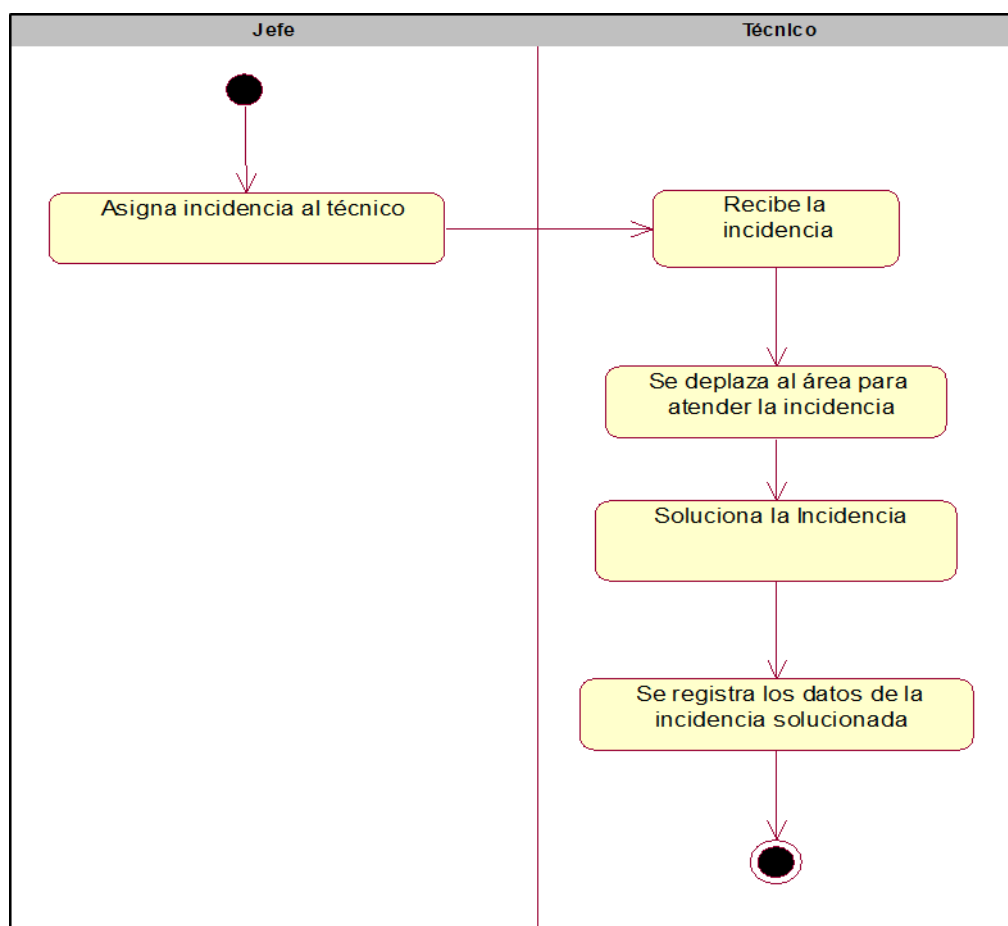 Jefe
Técnico
Asigna incidencia al técnico
Recibe la
incidencia
Se deplaza al área para
atender la incidencia
Soluciona la Incidencia
Se registra los datos de la
incidencia solucionada